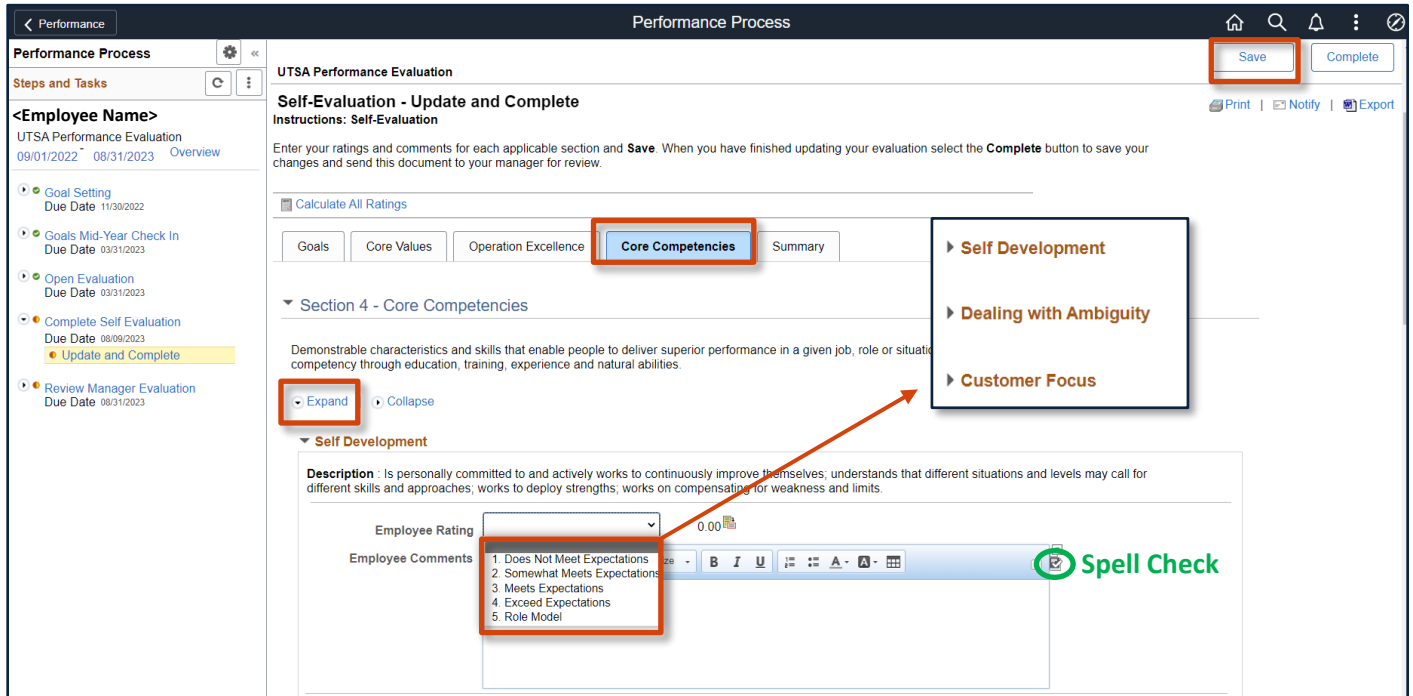 Performance
Performance Process
Performance Process
«
Steps and Tasks
<Employee Name>
UTSA Performance Evaluation
09/01/2022 - 08/31/2023 Overview
Goal Setting
Due Date 11/30/2022
Goals Mid-Year Check In
Due Date 03/31/2023
Open Evaluation
Due Date 03/31/2023
Complete Self Evaluation
Due Date 08/09/2023
Update and Complete
Review Manager Evaluation
Due Date 08/31/2023
Save
Complete
UTSA Performance Evaluation
Self-Evaluation - Update and Complete
Print | Notify | Export
Instructions: Self-Evaluation
Enter your ratings and comments for each applicable section and Save. When you have finished updating your evaluation select the Complete button to save your
changes and send this document to your manager for review.
Calculate All Ratings
Goals
Core Values
Operation Excellence
Core Competencies
Summary
Section 4 - Core Competencies
Demonstrable characteristics and skills that enable people to deliver superior performance in a given job, role or
competency through education, training, experience and natural abilities.
Expand
Collapse
Self Development
Dealing with Ambiguity
Customer Focus
Self Development
Description : Is personally committed to and actively works to continuously improve themselves; understands that different situations and levels may call for
different skills and approaches; works to deploy strengths; works on compensating for weakness and limits.
Employee Rating
0.00
Employee Comments
1. Does Not Meet Expectations
2. Somewhat Meets Expectations
3. Meets Expectations
4. Exceed Expectations
5. Role Model
B I U
A
A
Spell Check